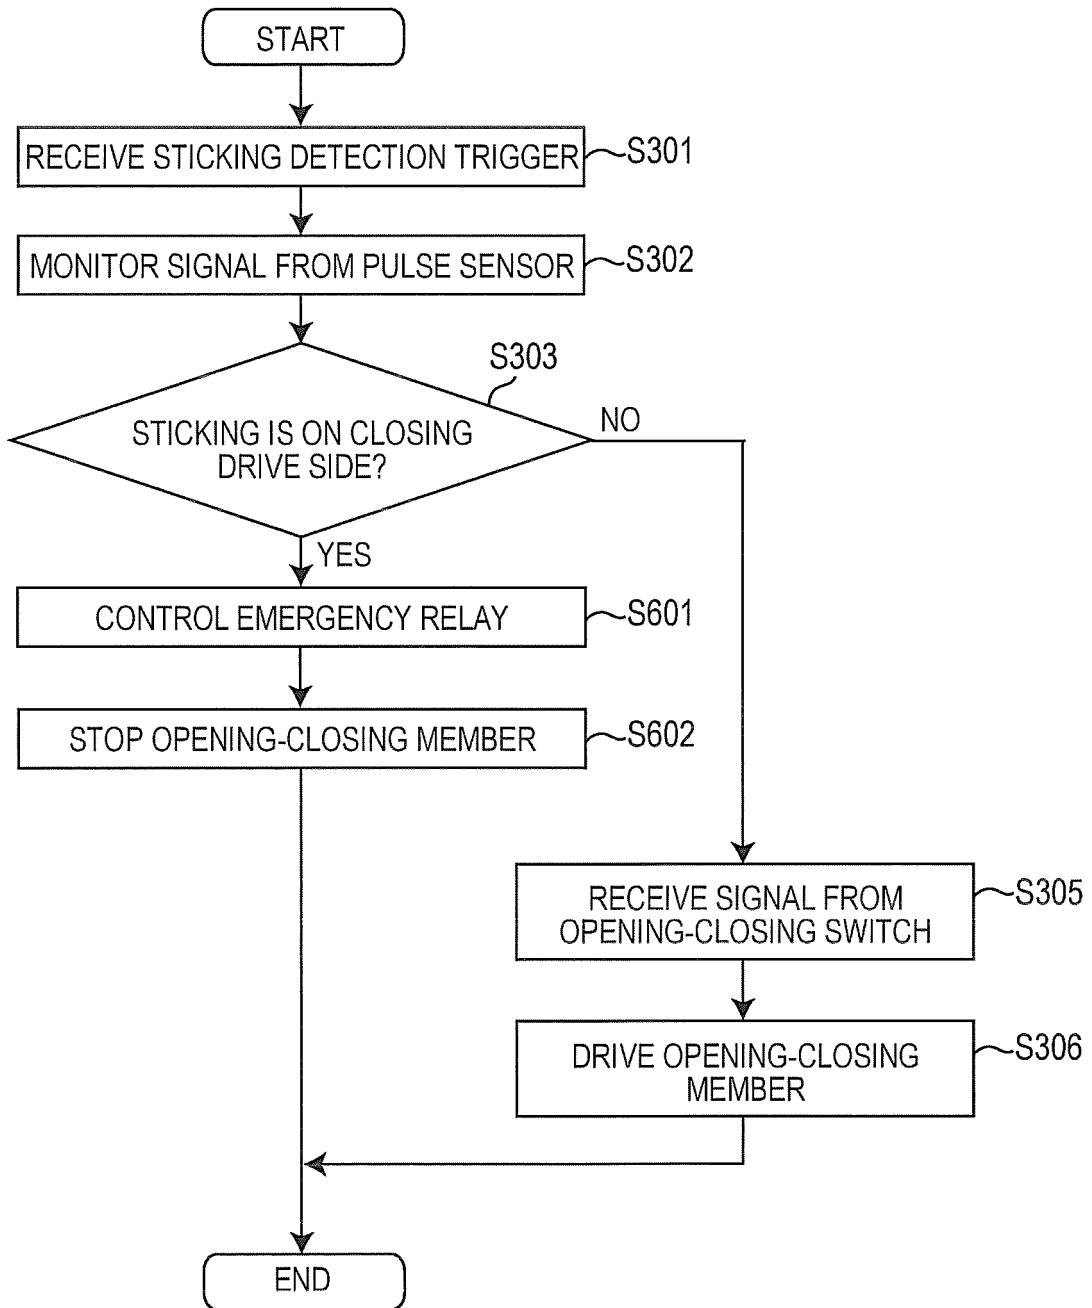 START
RECEIVE STICKING DETECTION TRIGGER
S301
MONITOR SIGNAL FROM PULSE SENSOR
S302
S303
STICKING IS ON CLOSING
DRIVE SIDE?
NO
YES
CONTROL EMERGENCY RELAY
S601
STOP OPENING-CLOSING MEMBER
S602
RECEIVE SIGNAL FROM
OPENING-CLOSING SWITCH
S305
DRIVE OPENING-CLOSING
MEMBER
S306
END